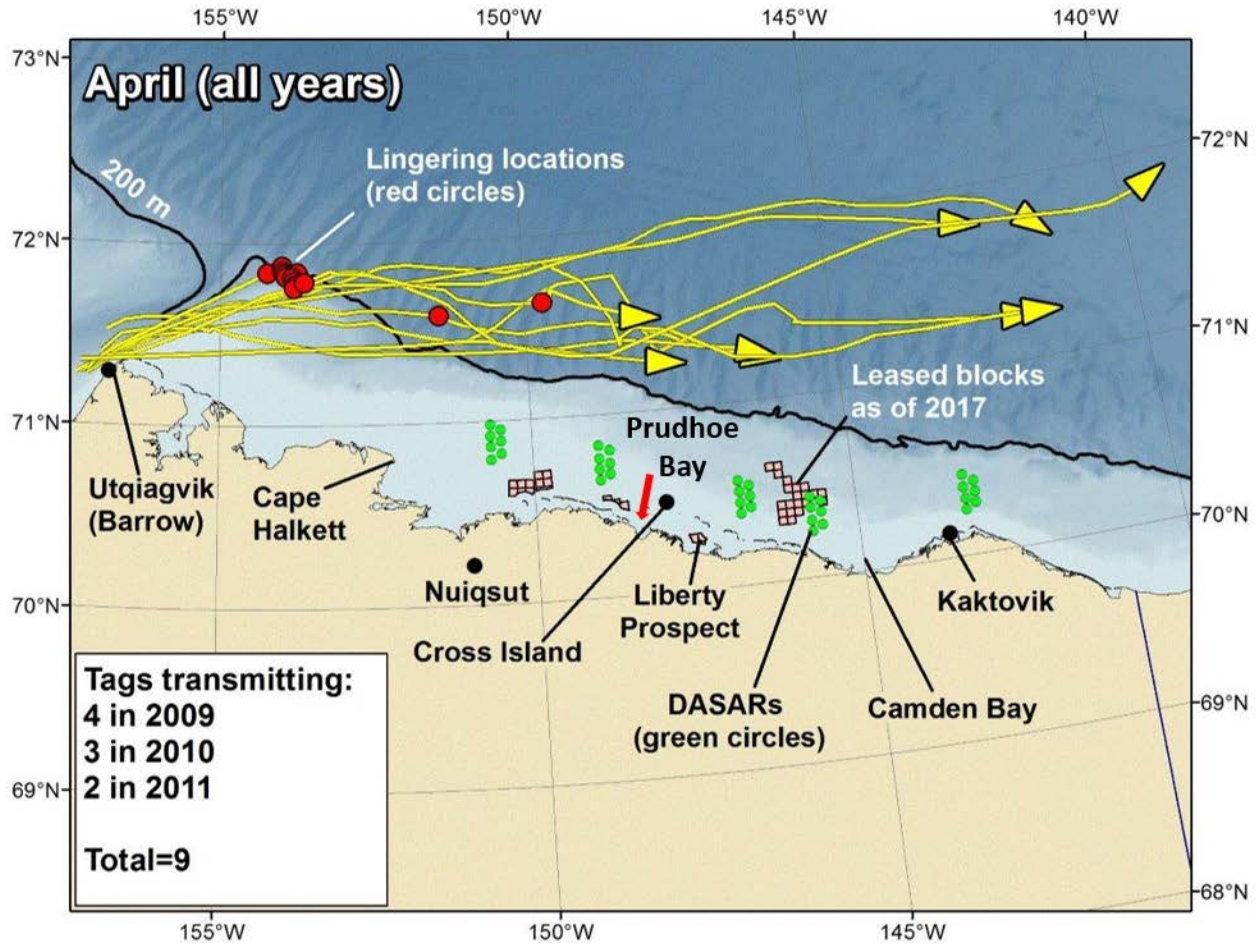 155°W
150°W
145°W
140°W
73°N
April (all years)
72°N
Lingering locations
(red circles)
200 m
72°N
71°N
Leased blocks
as of 2017
71°N
Prudhoe
Bay
Utqiagvik
(Barrow)
Cape
Halkett
70°N
Nuiqsut
Liberty
Prospect
Kaktovik
70°N
Cross Island
Tags transmitting:
4 in 2009
3 in 2010
2 in 2011
Total=9
DASARs
(green circles)
Camden Bay
69°N
69°N
68°N
155°W
150°W
145°W